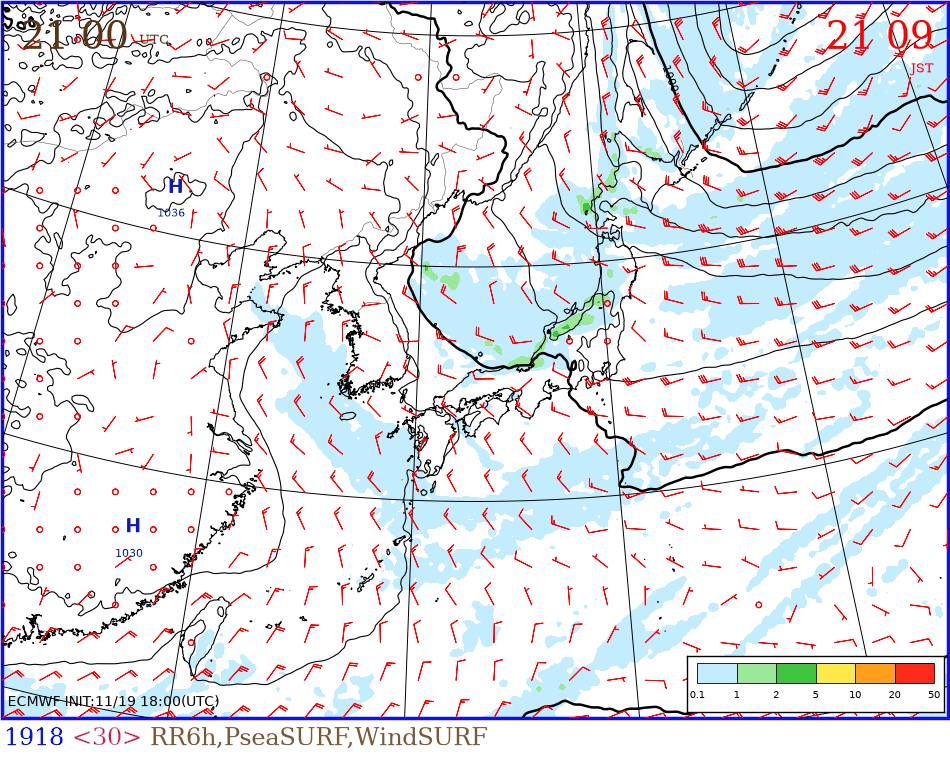 21 00 UTC
21 09
JST
1000
H
1036
H
1030
0.1 1 2 5 10 20 50
ECMWF INIT:11/19 18:00(UTC)
1918 <30> RR6h,PseaSURF,WindSURF